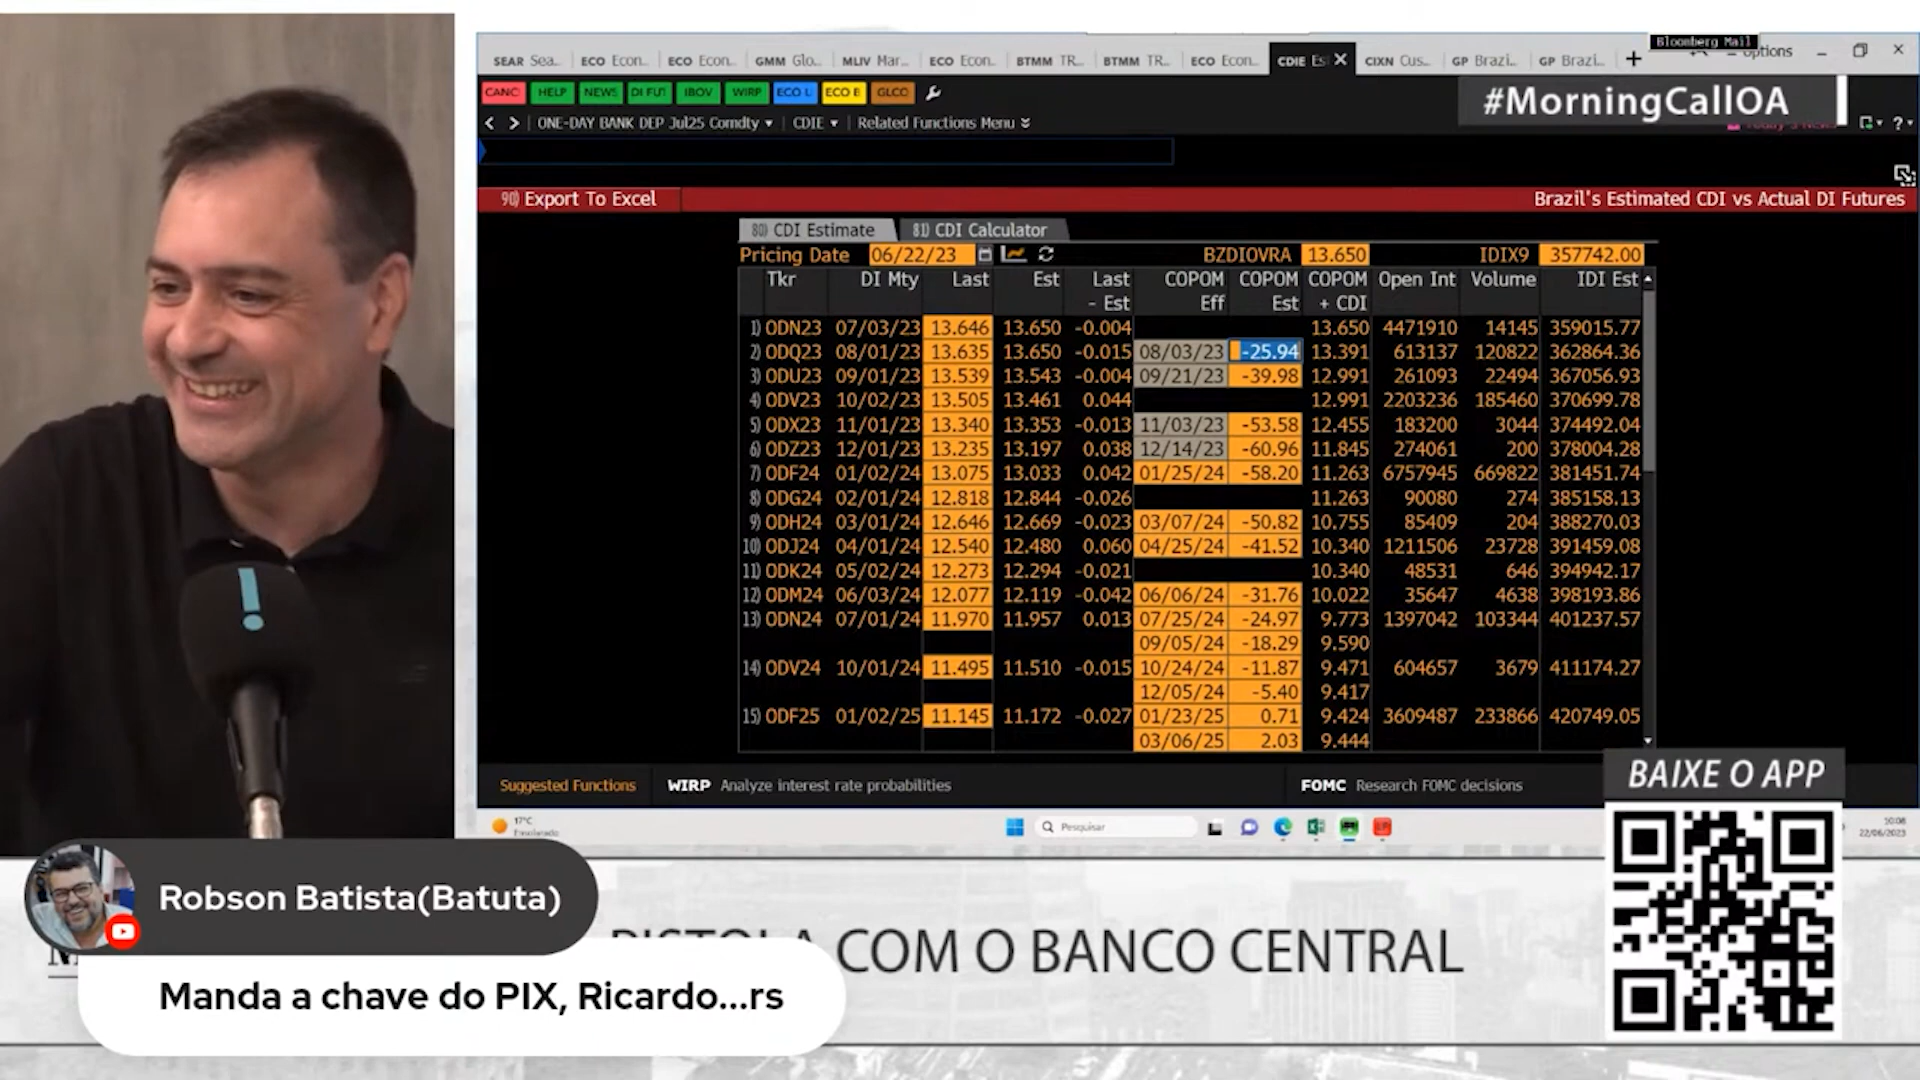 Bloomberg Mail
SEAR Sea.. ECO Econ.. ECO Econ.. GMM Glo... MLIV Mar... ECO Econ.. BTMM TR... BTMM TR... ECO Econ... CDIE Es X CIXN Cus... GP Brazi... GP Brazi... + Options
CANC HELP NEWS DI FUT IBOV WIRP ECO L ECO B GLCO
#MorningCallOA
< > ONE-DAY BANK DEP Jul25 Comdty CDIE Related Functions Menu
90) Export To Excel Brazil's Estimated CDI vs Actual DI Futures
80) CDI Estimate 81) CDI Calculator
Pricing Date 06/22/23 BZDIOVRA 13.650 IDIX9 357742.00
Tkr DI Mty Last Est Last COPOM COPOM COPOM Open Int Volume IDI Est
- Est Eff Est + CDI
1) ODN23 07/03/23 13.646 13.650 -0.004 13.650 4471910 14145 359015.77
2) ODQ23 08/01/23 13.635 13.650 -0.015 08/03/23 -25.94 13.391 613137 120822 362864.36
3) ODU23 09/01/23 13.539 13.543 -0.004 09/21/23 -39.98 12.991 261093 22494 367056.93
4) ODV23 10/02/23 13.505 13.461 0.044 12.991 2203236 185460 370699.78
5) ODX23 11/01/23 13.340 13.353 -0.013 11/03/23 -53.58 12.455 183200 3044 374492.04
6) ODZ23 12/01/23 13.235 13.197 0.038 12/14/23 -60.96 11.845 274061 200 378004.28
7) ODF24 01/02/24 13.075 13.033 0.042 01/25/24 -58.20 11.263 6757945 669822 381451.74
8) ODG24 02/01/24 12.818 12.844 -0.026 11.263 90080 274 385158.13
9) ODH24 03/01/24 12.646 12.669 -0.023 03/07/24 -50.82 10.755 85409 204 388270.03
10) ODJ24 04/01/24 12.540 12.480 0.060 04/25/24 -41.52 10.340 1211506 23728 391459.08
11) ODK24 05/02/24 12.273 12.294 -0.021 10.340 48531 646 394942.17
12) ODM24 06/03/24 12.077 12.119 -0.042 06/06/24 -31.76 10.022 35647 4638 398193.86
13) ODN24 07/01/24 11.970 11.957 0.013 07/25/24 -24.97 9.773 1397042 103344 401237.57
09/05/24 -18.29 9.590
14) ODV24 10/01/24 11.495 11.510 -0.015 10/24/24 -11.87 9.471 604657 3679 411174.27
12/05/24 -5.40 9.417
15) ODF25 01/02/25 11.145 11.172 -0.027 01/23/25 0.71 9.424 3609487 233866 420749.05
03/06/25 2.03 9.444
Suggested Functions WIRP Analyze interest rate probabilities FOMC Research FOMC decisions
BAIXE O APP
17°C
Ensolarado
Pesquisar
10:08
22/06/2023
Robson Batista(Batuta)
PISTOLA COM O BANCO CENTRAL
Manda a chave do PIX, Ricardo...rs